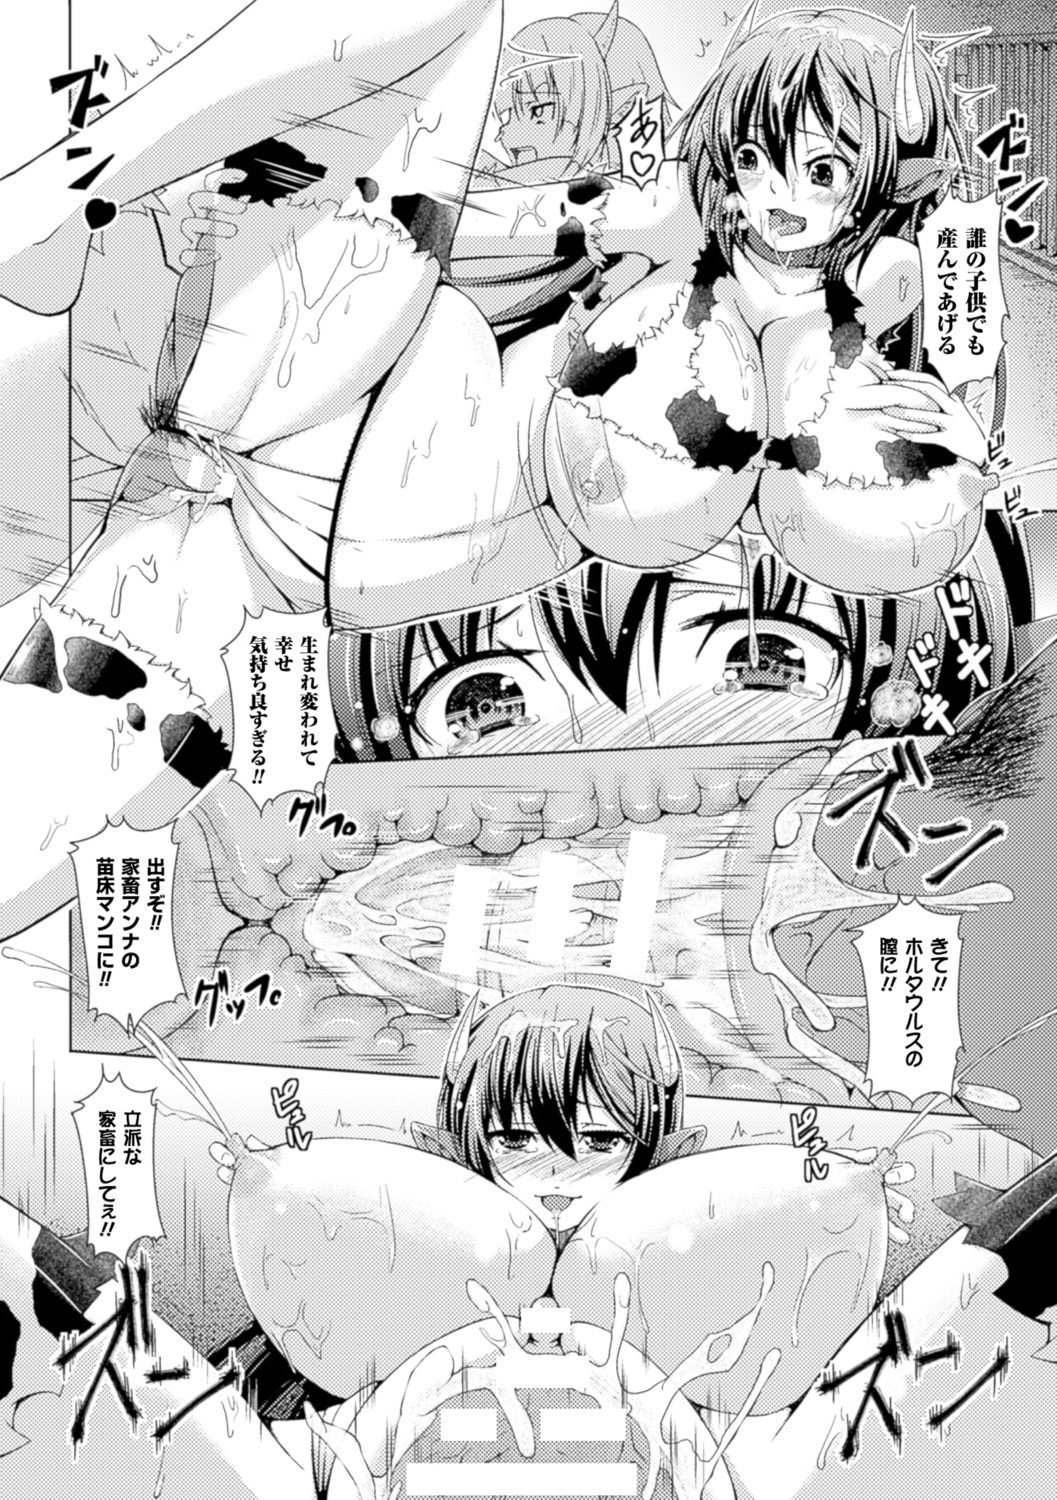 ズン♥
ズン♥
あ♡
誰の子供でも
産んであげる
ビュ
ビュ
ドキ
ドキ
生まれ変われて
幸せ
気持ち良すぎる!!
グプ。
ズン
出すぞ!!
家畜アンナの
苗床マンコに!!
きて!!
ホルタウルスの
膣に!!
グップ。
ピュル
ピュル
立派な
家畜にしてぇ!!
ズン
ズン